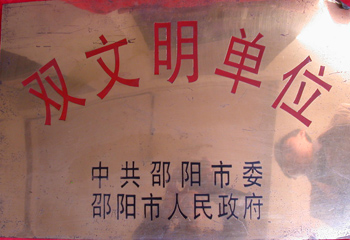 双文明单位
中共邵阳市委
邵阳市人民政府